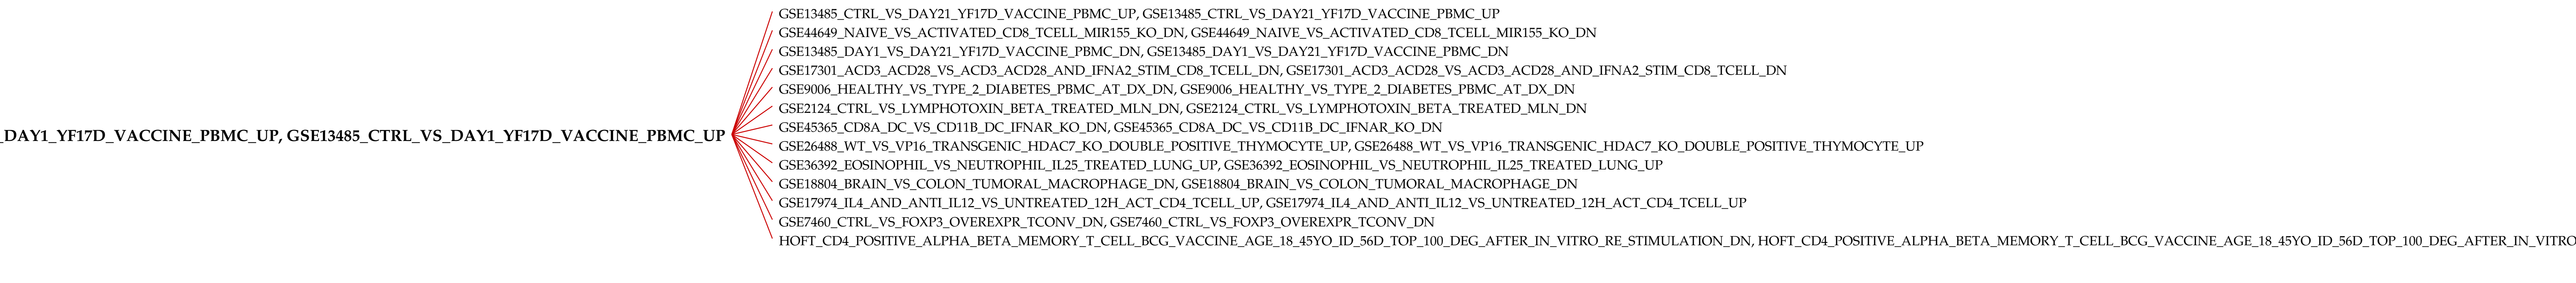 GSE13485_CTRL_VS_DAY21_YF17D_VACCINE_PBMC_UP, GSE13485_CTRL_VS_DAY21_YF17D_VACCINE_PBMC_UP
GSE44649_NAIVE_VS_ACTIVATED_CD8_TCELL_MIR155_KO_DN, GSE44649_NAIVE_VS_ACTIVATED_CD8_TCELL_MIR155_KO_DN
GSE13485_DAY1_VS_DAY21_YF17D_VACCINE_PBMC_DN, GSE13485_DAY1_VS_DAY21_YF17D_VACCINE_PBMC_DN
GSE17301_ACD3_ACD28_VS_ACD3_ACD28_AND_IFNA2_STIM_CD8_TCELL_DN, GSE17301_ACD3_ACD28_VS_ACD3_ACD28_AND_IFNA2_STIM_CD8_TCELL_DN
GSE9006_HEALTHY_VS_TYPE_2_DIABETES_PBMC_AT_DX_DN, GSE9006_HEALTHY_VS_TYPE_2_DIABETES_PBMC_AT_DX_DN
GSE2124_CTRL_VS_LYMPHOTOXIN_BETA_TREATED_MLN_DN, GSE2124_CTRL_VS_LYMPHOTOXIN_BETA_TREATED_MLN_DN
GSE45365_CD8A_DC_VS_CD11B_DC_IFNAR_KO_DN, GSE45365_CD8A_DC_VS_CD11B_DC_IFNAR_KO_DN
_DAY1_YF17D_VACCINE_PBMC_UP, GSE13485_CTRL_VS_DAY1_YF17D_VACCINE_PBMC_UP
GSE26488_WT_VS_VP16_TRANSGENIC_HDAC7_KO_DOUBLE_POSITIVE_THYMOCYTE_UP, GSE26488_WT_VS_VP16_TRANSGENIC_HDAC7_KO_DOUBLE_POSITIVE_THYMOCYTE_UP
GSE36392_EOSINOPHIL_VS_NEUTROPHIL_IL25_TREATED_LUNG_UP, GSE36392_EOSINOPHIL_VS_NEUTROPHIL_IL25_TREATED_LUNG_UP
GSE18804_BRAIN_VS_COLON_TUMORAL_MACROPHAGE_DN, GSE18804_BRAIN_VS_COLON_TUMORAL_MACROPHAGE_DN
GSE17974_IL4_AND_ANTI_IL12_VS_UNTREATED_12H_ACT_CD4_TCELL_UP, GSE17974_IL4_AND_ANTI_IL12_VS_UNTREATED_12H_ACT_CD4_TCELL_UP
GSE7460_CTRL_VS_FOXP3_OVEREXPR_TCONV_DN, GSE7460_CTRL_VS_FOXP3_OVEREXPR_TCONV_DN
HOFT_CD4_POSITIVE_ALPHA_BETA_MEMORY_T_CELL_BCG_VACCINE_AGE_18_45YO_ID_56D_TOP_100_DEG_AFTER_IN_VITRO_RE_STIMULATION_DN, HOFT_CD4_POSITIVE_ALPHA_BETA_MEMORY_T_CELL_BCG_VACCINE_AGE_18_45YO_ID_56D_TOP_100_DEG_AFTER_IN_VITRO